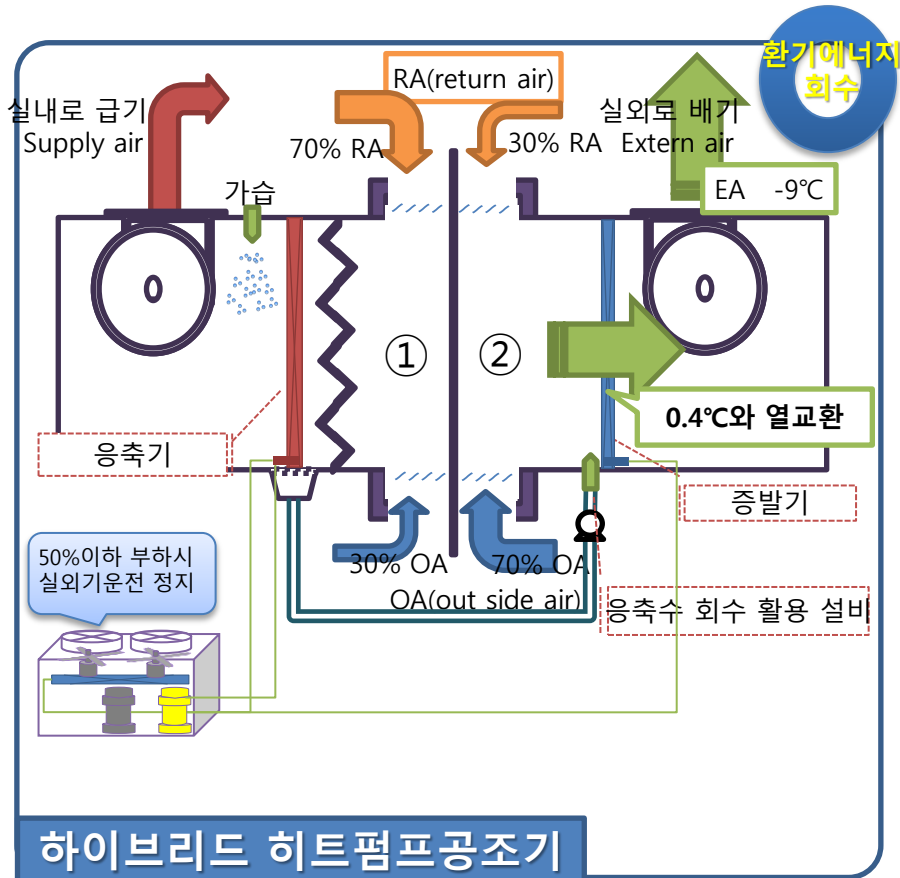 환기에너지
회수
RA(return air)
실내로 급기
Supply air
70% RA
30% RA
실외로 배기
Extern air
가습
EA -9℃
①
②
0.4℃와 열교환
응축기
증발기
50%이하 부하시
실외기운전 정지
30% OA
70% OA
OA(out side air)
응축수 회수 활용 설비
하이브리드 히트펌프공조기